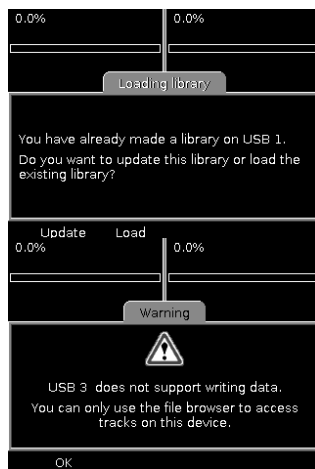 0.0%
0.0%
Loading library
You have already made a library on USB 1.
Do you want to update this library or load the
existing library?
Update Load
0.0%
0.0%
Warning
USB 3 does not support writing data.
You can only use the file browser to access
tracks on this device.
OK